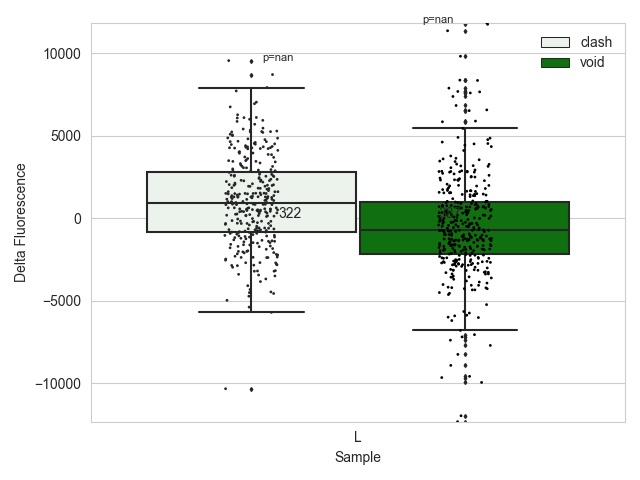 p=nan
p=nan
10000
clash
void
5000
Delta Fluorescence
322
0
−5000
−10000
L
Sample